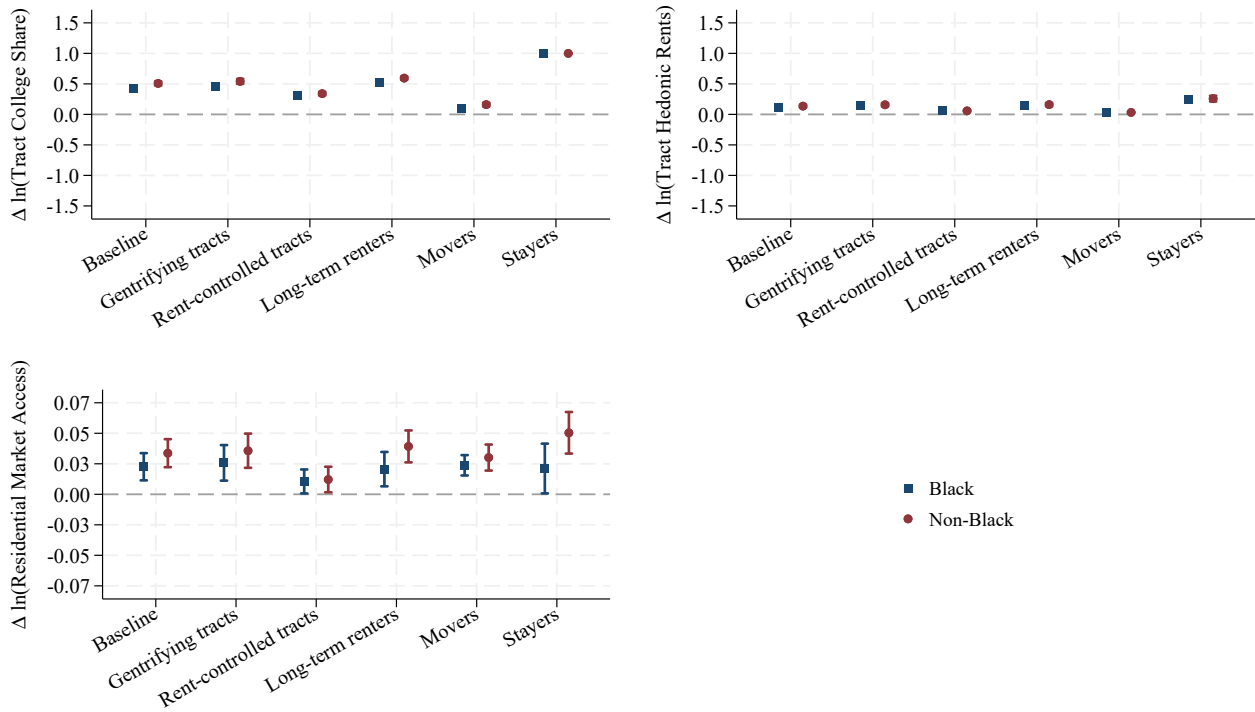 Δ ln(Tract College Share)
1.5
1.0
0.5
0.0
-0.5
-1.0
-1.5
Baseline
Gentrifying tracts
Rent-controlled tracts
Long-term renters
Movers
Stayers
Δ ln(Tract Hedonic Rents)
1.5
1.0
0.5
0.0
-0.5
-1.0
-1.5
Baseline
Gentrifying tracts
Rent-controlled tracts
Long-term renters
Movers
Stayers
Δ ln(Residential Market Access)
0.07
0.05
0.03
0.00
-0.03
-0.05
-0.07
Baseline
Gentrifying tracts
Rent-controlled tracts
Long-term renters
Movers
Stayers
Black
Non-Black